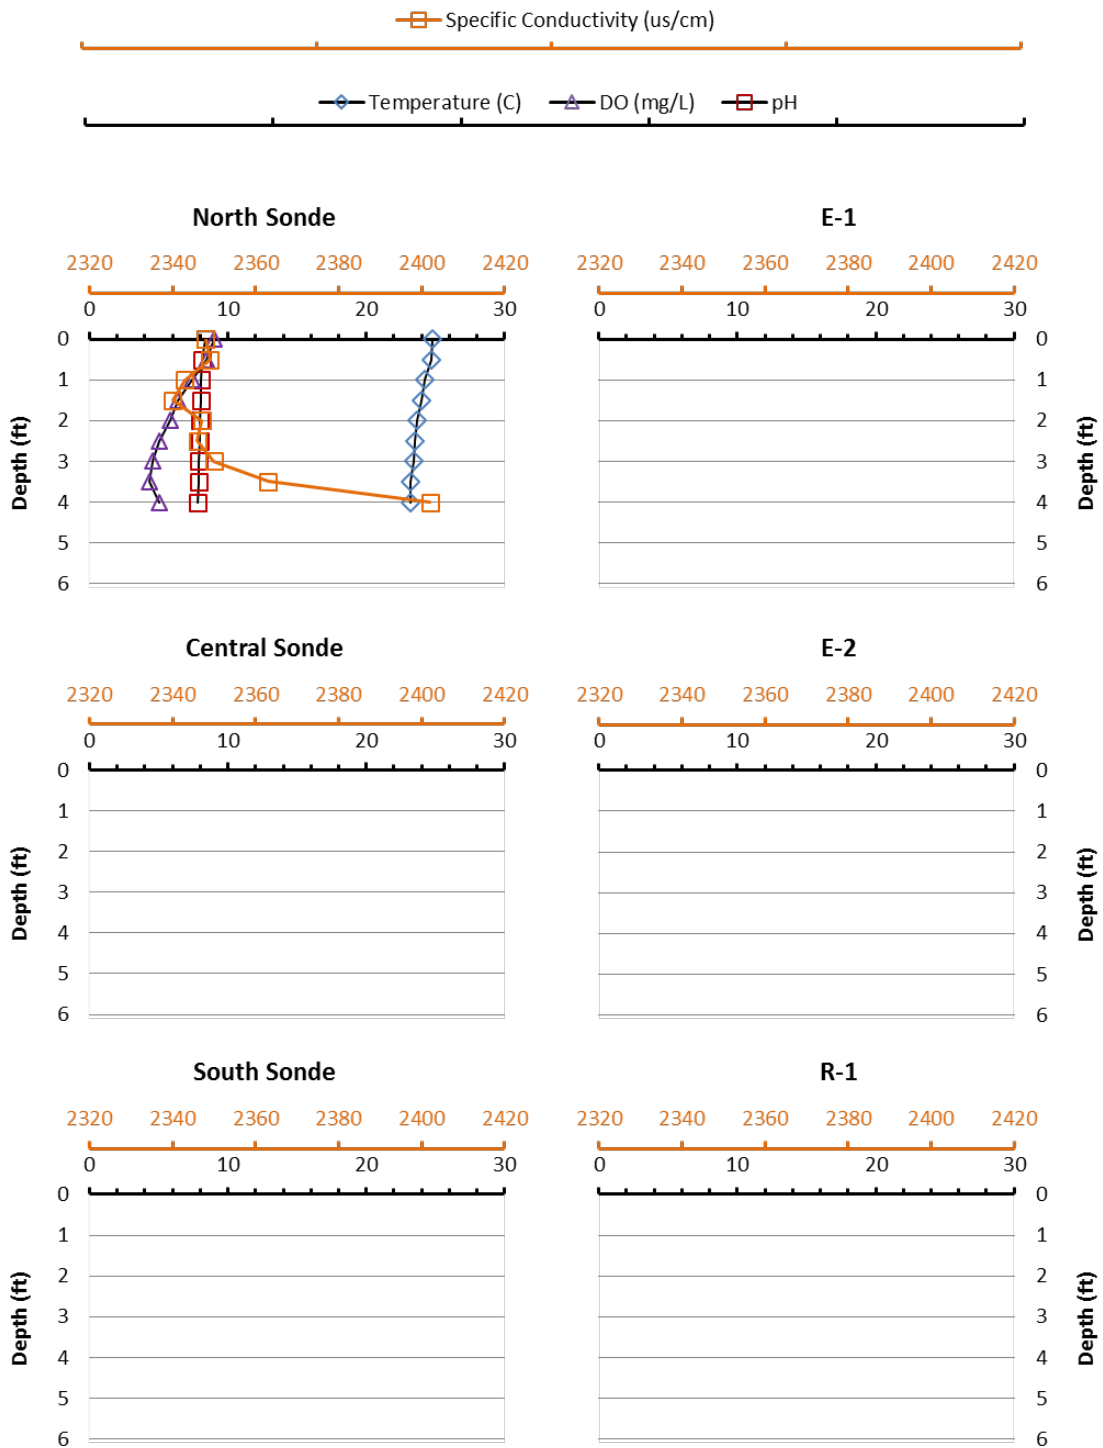 Specific Conductivity (us/cm)
Temperature (C) DO (mg/L) pH
North Sonde E-1
2320 2340 2360 2380 2400 2420 2320 2340 2360 2380 2400 2420
0 10 20 30 0 10 20 30
0 0
1 1
2 2
Depth (ft) 3 3 Depth (ft)
4 4
5 5
6 6
Central Sonde E-2
2320 2340 2360 2380 2400 2420 2320 2340 2360 2380 2400 2420
0 10 20 30 0 10 20 30
0 0
1 1
2 2
Depth (ft) 3 3 Depth (ft)
4 4
5 5
6 6
South Sonde R-1
2320 2340 2360 2380 2400 2420 2320 2340 2360 2380 2400 2420
0 10 20 30 0 10 20 30
0 0
1 1
2 2
Depth (ft) 3 3 Depth (ft)
4 4
5 5
6 6